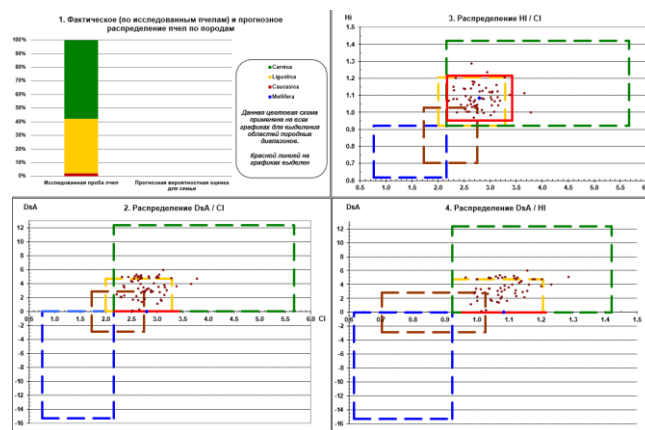 1. Фактическое (по исследованным пчелам) и прогнозное
распределение пчел по породам
100%
90%
80%
70%
60%
50%
40%
30%
20%
10%
0%
Исследованная проба пчел
Прогнозная вероятностная оценка
для семьи
Carnica
Ligustica
Caucasica
Mellifera
Данная цветовая схема
применена на всех
графиках для выделения
областей породных
диапазонов.
Красной линией на
графиках выделен
Hi
3. Распределение HI / CI
1.5
1.4
1.3
1.2
1.1
1.0
0.9
0.8
0.7
0.6
0.5 1.0 1.5 2.0 2.5 3.0 3.5 4.0 4.5 5.0 5.5 6.0
DsA
2. Распределение DsA / CI
12
10
8
6
4
2
0
-2
-4
-6
-8
-10
-12
-14
-16
0.5 1.0 1.5 2.0 2.5 3.0 3.5 4.0 4.5 5.0 5.5 6.0
CI
DsA
4. Распределение DsA / HI
12
10
8
6
4
2
0
-2
-4
-6
-8
-10
-12
-14
-16
0.6 0.7 0.8 0.9 1.0 1.1 1.2 1.3 1.4 1.5